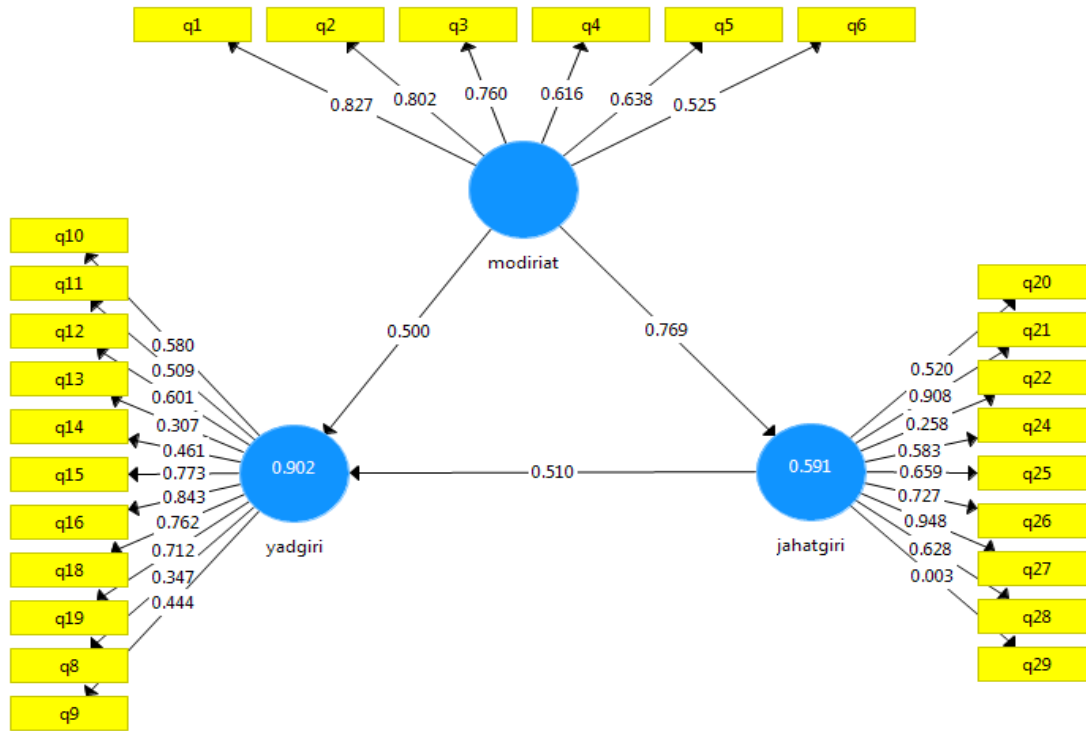 q1 q2 q3 q4 q5 q6
0.827 0.802 0.760 0.616 0.638 0.525
modiriat
0.500 0.769
q10
q11
q12
q13
q14
q15
q16
q18
q19
q8
q9
0.580
0.509
0.601
0.307
0.461
0.773
0.843
0.762
0.712
0.347
0.444
0.902
yadgiri
0.510
0.591
jahatgiri
0.520
0.908
0.258
0.583
0.659
0.727
0.948
0.628
0.003
q20
q21
q22
q24
q25
q26
q27
q28
q29